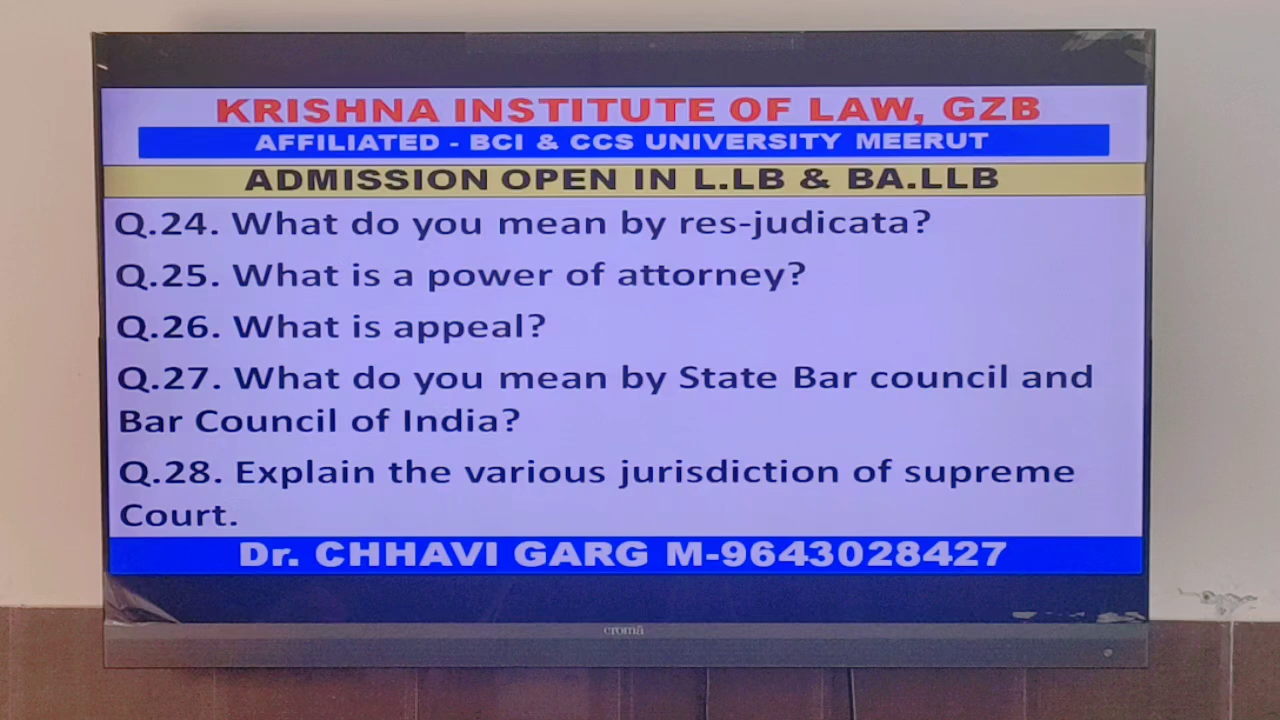 KRISHNA INSTITUTE OF LAW, GZB
AFFILIATED - BCI & CCS UNIVERSITY MEERUT
ADMISSION OPEN IN L.LB & BA.LLB
Q.24. What do you mean by res-judicata?
Q.25. What is a power of attorney?
Q.26. What is appeal?
Q.27. What do you mean by State Bar council and
Bar Council of India?
Q.28. Explain the various jurisdiction of supreme
Court.
Dr. CHHAVI GARG M-9643028427
cromā